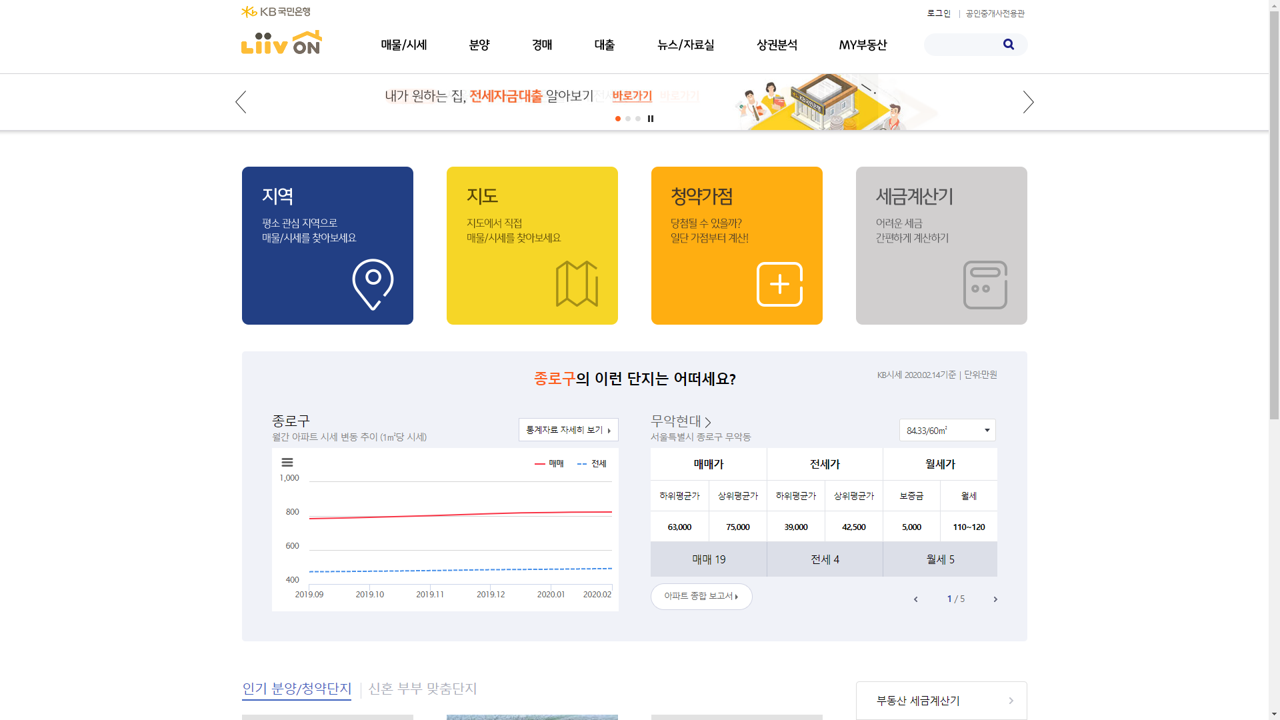 KB국민은행
로그인 | 공인중개사전용관
Liiv ON
매물/시세 분양 경매 대출 뉴스/자료실 상권분석 MY부동산
내가 원하는 집, 전세자금대출 알아보기 바로가기
지역
평소 관심 지역으로
매물/시세를 찾아보세요
지도
지도에서 직접
매물/시세를 찾아보세요
청약가점
당첨될 수 있을까?
일단 가점부터 계산!
세금계산기
어려운 세금
간편하게 계산하기
종로구의 이런 단지는 어떠세요?
KB시세 2020.02.14기준 | 단위:만원
종로구
월간 아파트 시세 변동 추이 (1㎡당 시세)
통계자료 자세히 보기
매매 전세
1,000
800
600
400
2019.09 2019.10 2019.11 2019.12 2020.01 2020.02
무악현대
서울특별시 종로구 무악동
84.33/60㎡
매매가 전세가 월세가
하위평균가 상위평균가 하위평균가 상위평균가 보증금 월세
63,000 75,000 39,000 42,500 5,000 110~120
매매 19 전세 4 월세 5
아파트 종합 보고서
1 / 5
인기 분양/청약단지 | 신혼 부부 맞춤단지
부동산 세금계산기